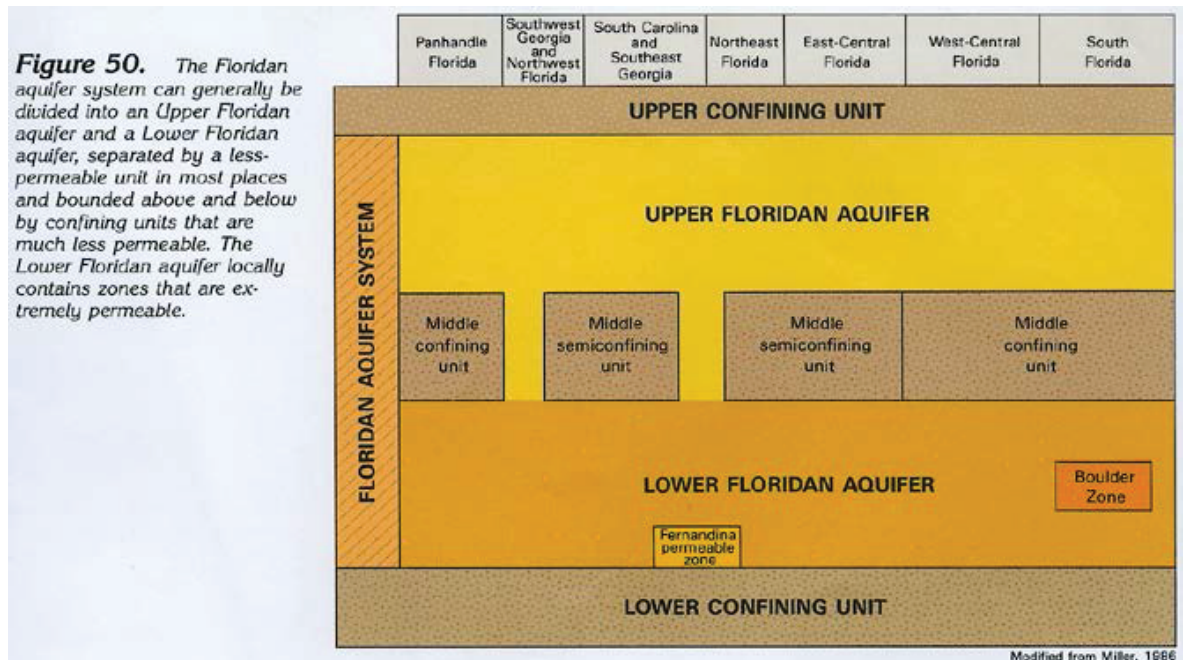 Figure 50. The Floridan
aquifer system can generally be
divided into an Upper Floridan
aquifer and a Lower Floridan
aquifer, separated by a less-
permeable unit in most places
and bounded above and below
by confining units that are
much less permeable. The
Lower Floridan aquifer locally
contains zones that are ex-
tremely permeable.
Panhandle
Florida
Southwest
Georgia
and
Northwest
Florida
South Carolina
and
Southeast
Georgia
Northeast
Florida
East-Central
Florida
West-Central
Florida
South
Florida
UPPER CONFINING UNIT
FLORIDAN AQUIFER SYSTEM
UPPER FLORIDAN AQUIFER
Middle
confining
unit
Middle
semiconfining
unit
Middle
semiconfining
unit
Middle
confining
unit
LOWER FLORIDAN AQUIFER
Boulder
Zone
Fernandina
permeable
zone
LOWER CONFINING UNIT
Modified from Miller, 1986